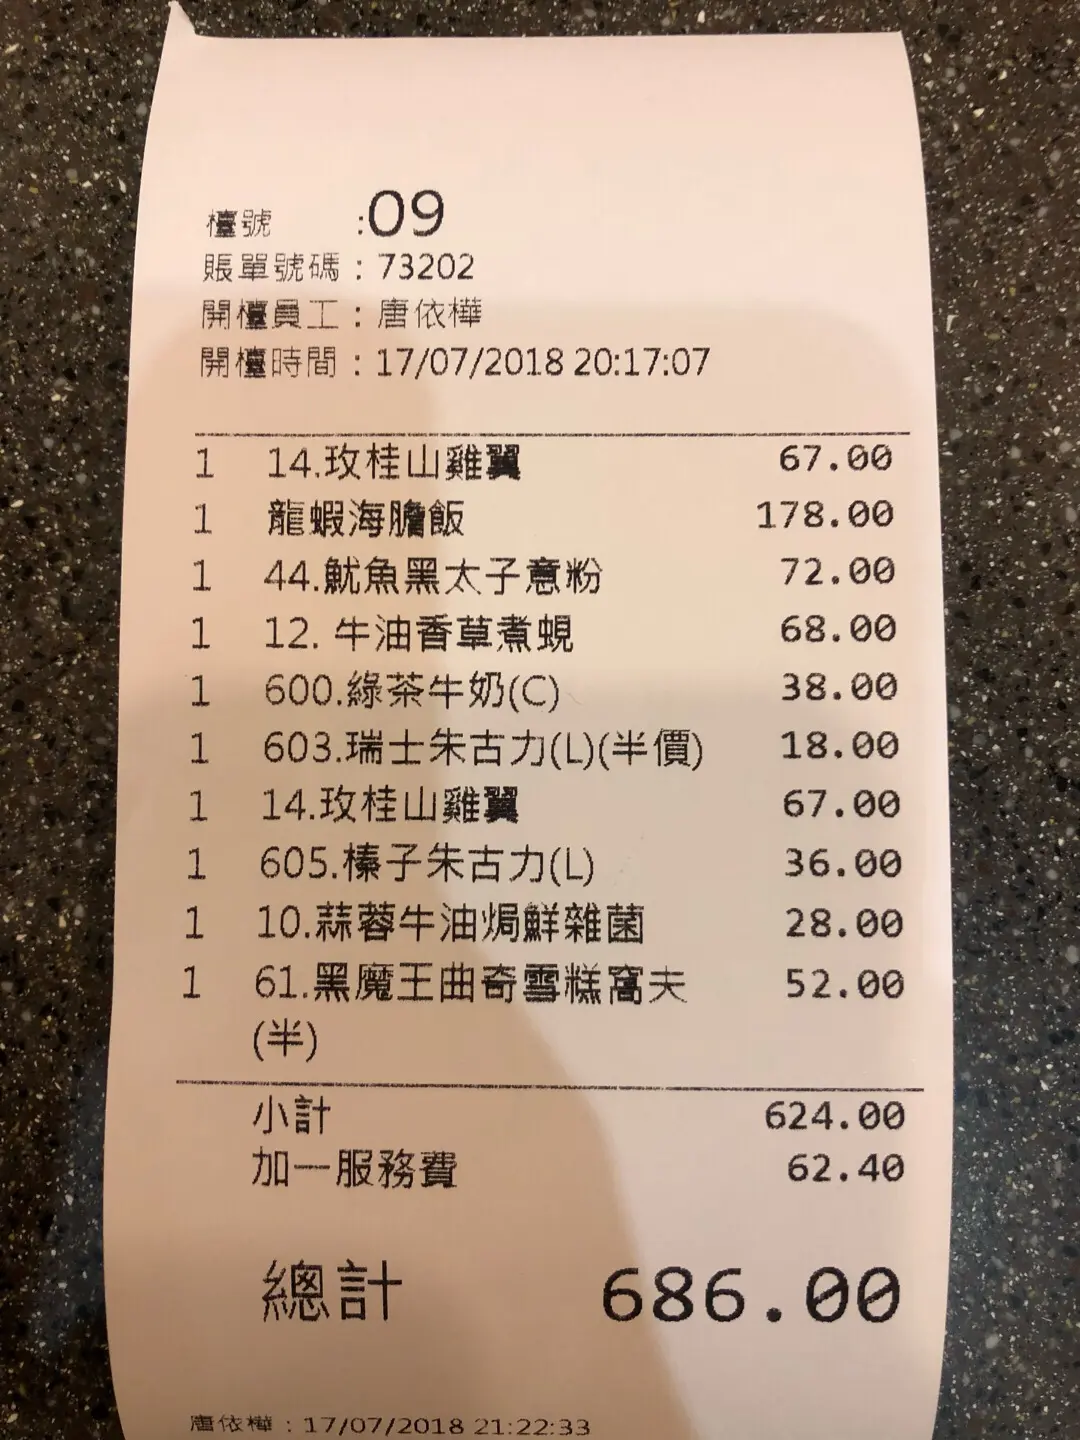 檯號 :09
賬單號碼 : 73202
開檯員工 : 唐依樺
開檯時間 : 17/07/2018 20:17:07
1 14.玫桂山雞翼 67.00
1 龍蝦海膽飯 178.00
1 44.魷魚黑太子意粉 72.00
1 12. 牛油香草煮蜆 68.00
1 600.綠茶牛奶(C) 38.00
1 603.瑞士朱古力(L)(半價) 18.00
1 14.玫桂山雞翼 67.00
1 605.榛子朱古力(L) 36.00
1 10.蒜蓉牛油焗鮮雜菌 28.00
1 61.黑魔王曲奇雪糕窩夫 52.00
(半)
小計 624.00
加一服務費 62.40
總計 686.00
唐依樺 : 17/07/2018 21:22:33